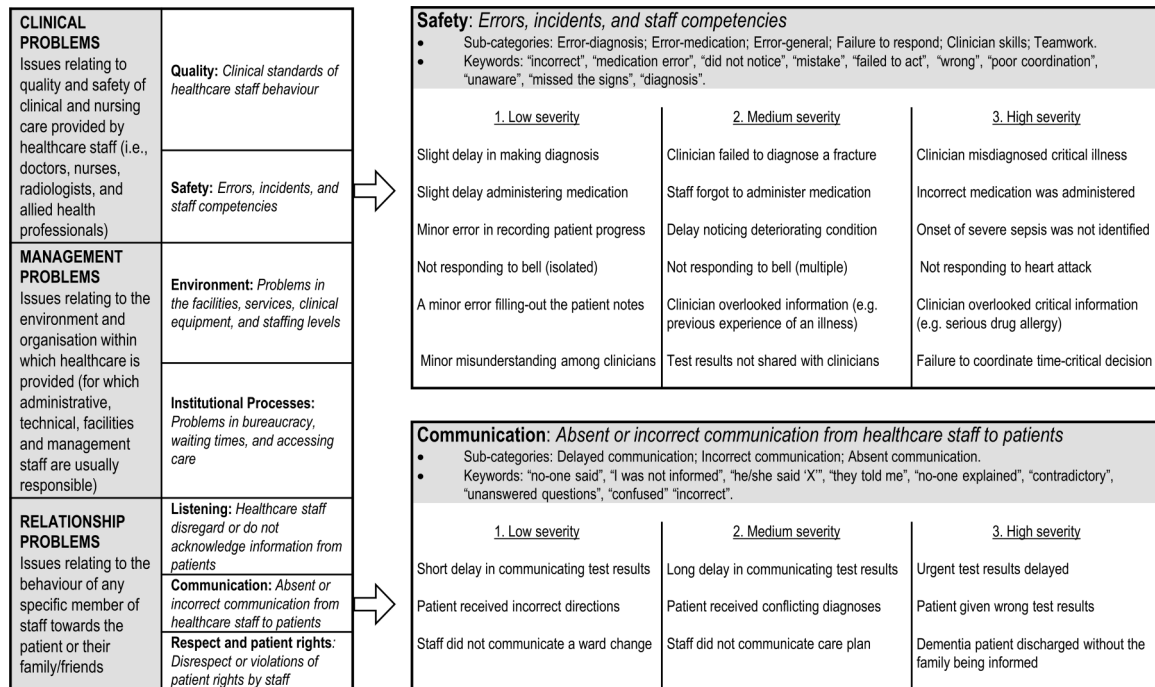 CLINICAL
PROBLEMS
Issues relating to
quality and safety of
clinical and nursing
care provided by
healthcare staff (i.e.,
doctors, nurses,
radiologists, and
allied health
professionals)
Quality: Clinical standards of
healthcare staff behaviour
Safety: Errors, incidents, and
staff competencies
MANAGEMENT
PROBLEMS
Issues relating to the
environment and
organisation within
which healthcare is
provided (for which
administrative,
technical, facilities
and management
staff are usually
responsible)
Environment: Problems in
the facilities, services, clinical
equipment, and staffing levels
Institutional Processes:
Problems in bureaucracy,
waiting times, and accessing
care
RELATIONSHIP
PROBLEMS
Issues relating to the
behaviour of any
specific member of
staff towards the
patient or their
family/friends
Listening: Healthcare staff
disregard or do not
acknowledge information from
patients
Communication: Absent or
incorrect communication from
healthcare staff to patients
Respect and patient rights:
Disrespect or violations of
patient rights by staff
Safety: Errors, incidents, and staff competencies
• Sub-categories: Error-diagnosis; Error-medication; Error-general; Failure to respond; Clinician skills; Teamwork.
• Keywords: “incorrect”, “medication error”, “did not notice”, “mistake”, “failed to act”, “wrong”, “poor coordination”,
“unaware”, “missed the signs”, “diagnosis”.
1. Low severity
Slight delay in making diagnosis
Slight delay administering medication
Minor error in recording patient progress
Not responding to bell (isolated)
A minor error filling-out the patient notes
Minor misunderstanding among clinicians
2. Medium severity
Clinician failed to diagnose a fracture
Staff forgot to administer medication
Delay noticing deteriorating condition
Not responding to bell (multiple)
Clinician overlooked information (e.g.
previous experience of an illness)
Test results not shared with clinicians
3. High severity
Clinician misdiagnosed critical illness
Incorrect medication was administered
Onset of severe sepsis was not identified
Not responding to heart attack
Clinician overlooked critical information
(e.g. serious drug allergy)
Failure to coordinate time-critical decision
Communication: Absent or incorrect communication from healthcare staff to patients
• Sub-categories: Delayed communication; Incorrect communication; Absent communication.
• Keywords: “no-one said”, “I was not informed”, “he/she said ‘X’”, “they told me”, “no-one explained”, “contradictory”,
“unanswered questions”, “confused” “incorrect”.
1. Low severity
Short delay in communicating test results
Patient received incorrect directions
Staff did not communicate a ward change
2. Medium severity
Long delay in communicating test results
Patient received conflicting diagnoses
Staff did not communicate care plan
3. High severity
Urgent test results delayed
Patient given wrong test results
Dementia patient discharged without the
family being informed